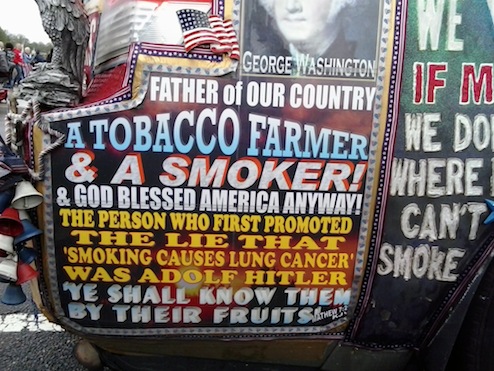 GEORGE WASHINGTON
FATHER of OUR COUNTRY
A TOBACCO FARMER
& A SMOKER!
& GOD BLESSED AMERICA ANYWAY!
THE PERSON WHO FIRST PROMOTED
THE LIE THAT
'SMOKING CAUSES LUNG CANCER'
WAS ADOLF HITLER
YE SHALL KNOW THEM
BY THEIR FRUITS
WE
IF M
WE DO
WHERE
CAN'T
SMOKE